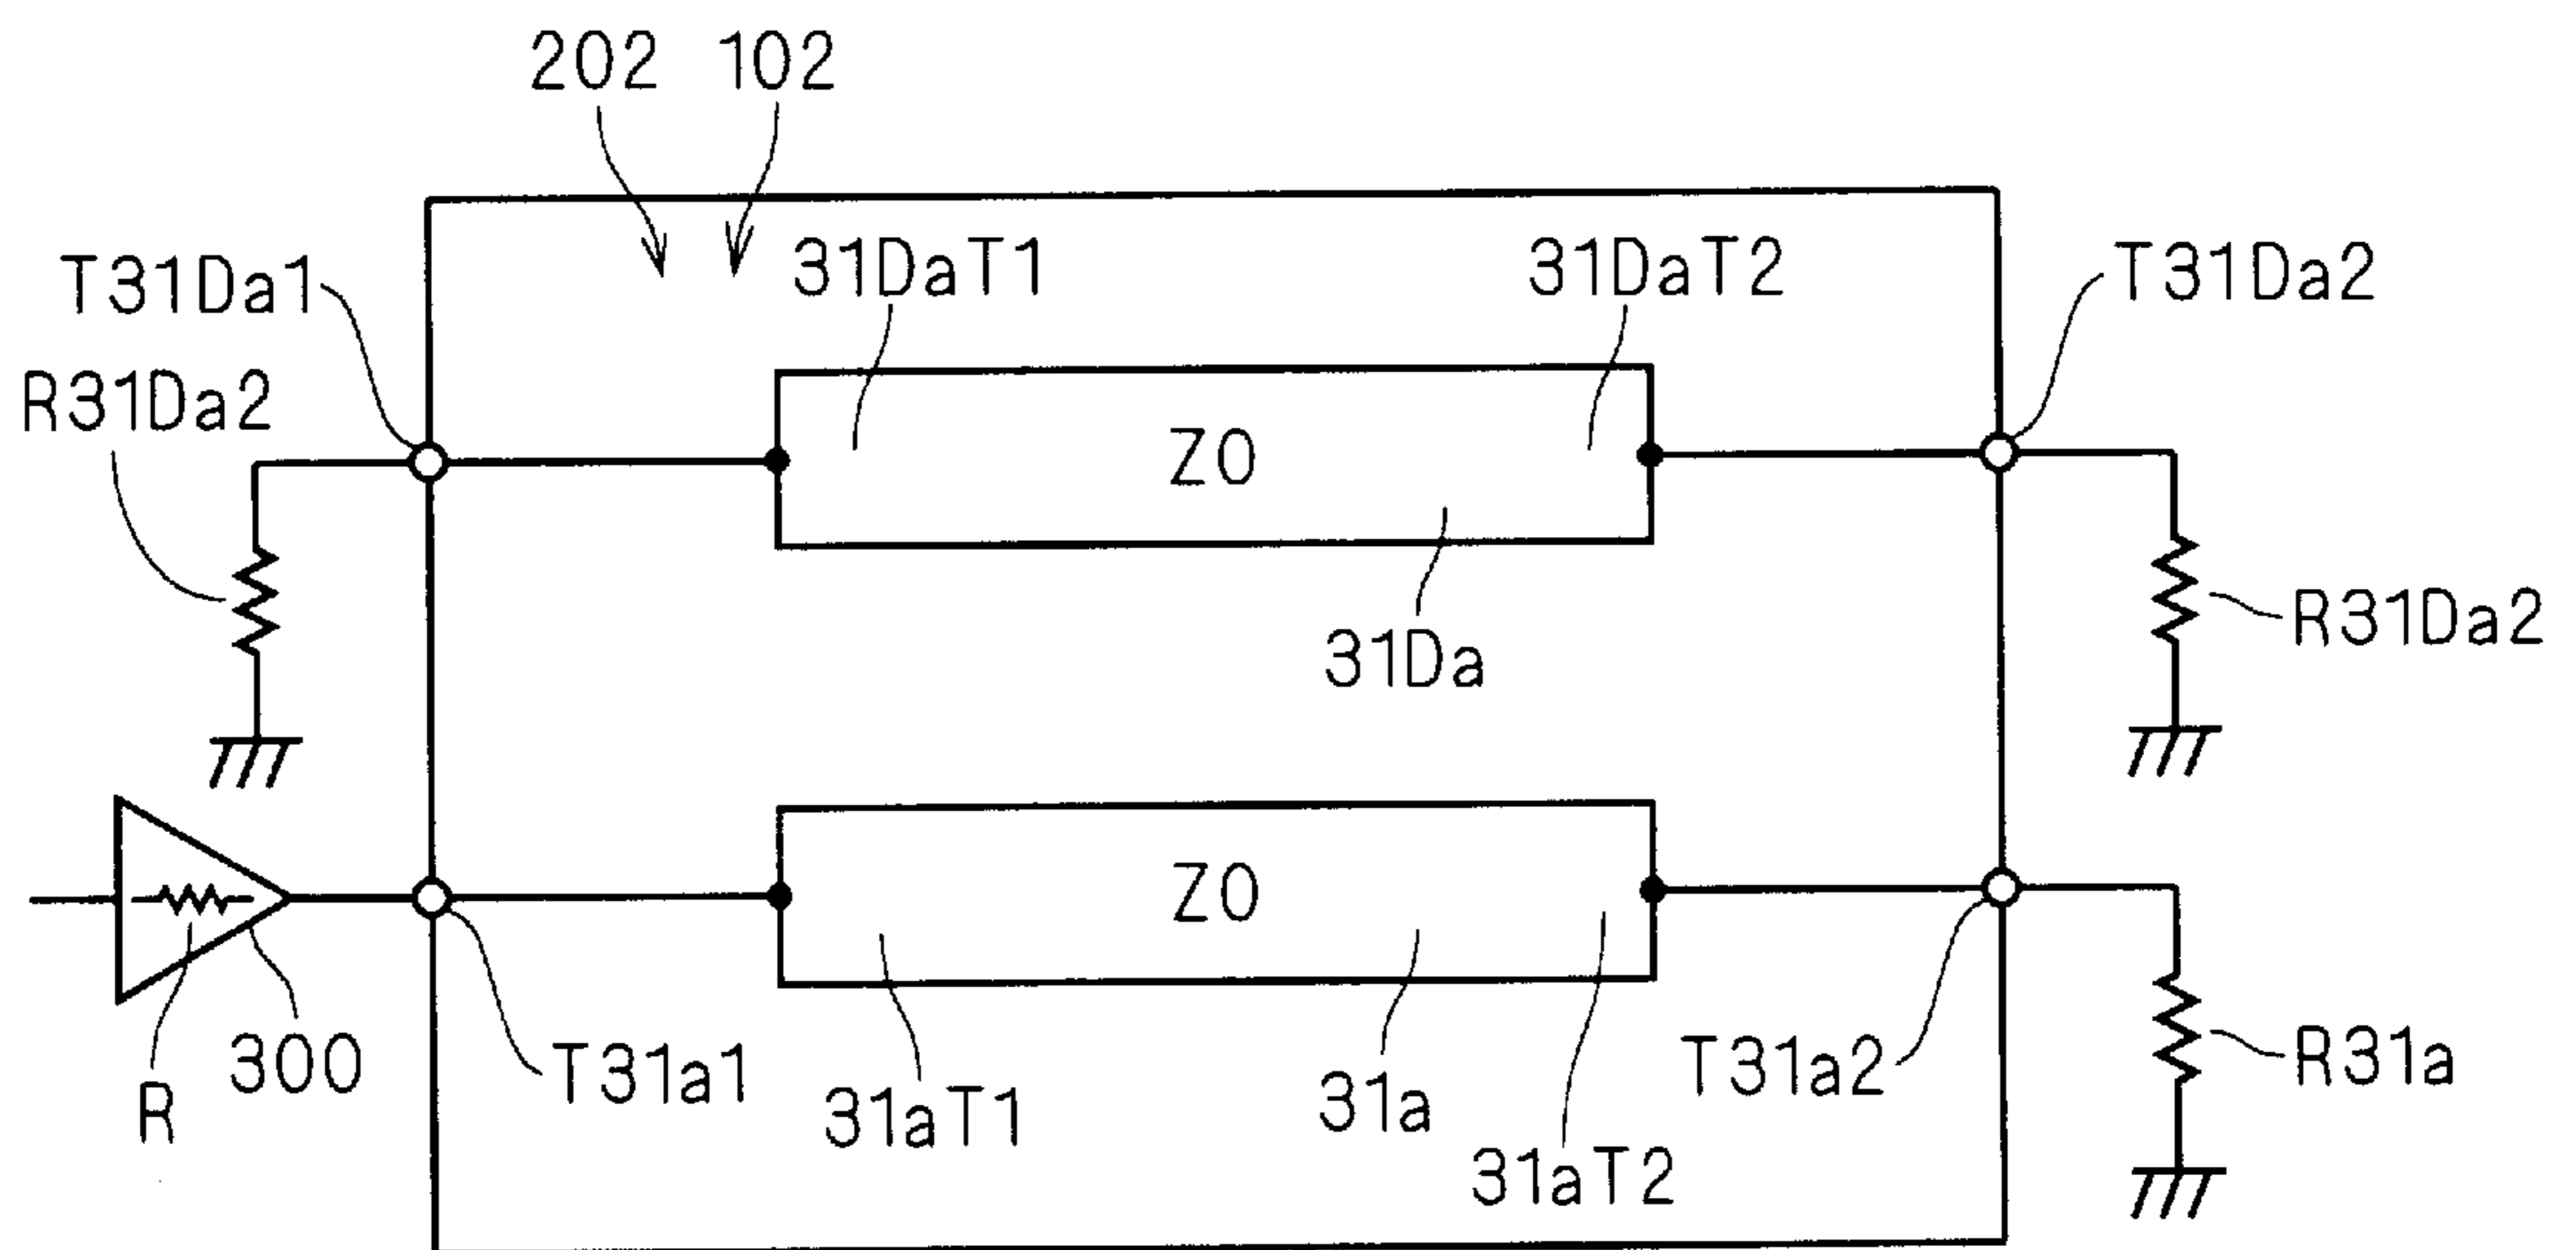 202 102
31DaT1 31DaT2
T31Da1 T31Da2
R31Da2
Z0
R31Da2
31Da
Z0
R 300 T31a1 31aT1 31a 31aT2 T31a2 R31a